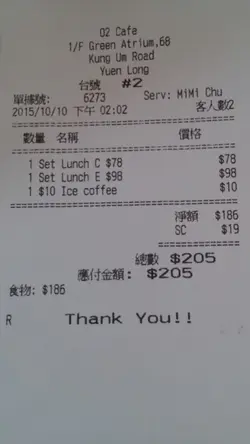 O2 Cafe
1/F Green Atrium,68
Kung Um Road
Yuen Long
台號 #2
單據號: 6273 Serv: MiMi Chu
2015/10/10 下午 02:02 客人數2
數量 名稱 價格
1 Set Lunch C $78 $78
1 Set Lunch E $98 $98
1 $10 Ice coffee $10
淨額 $186
SC $19
總數 $205
應付金額: $205
食物: $186
R Thank You!!